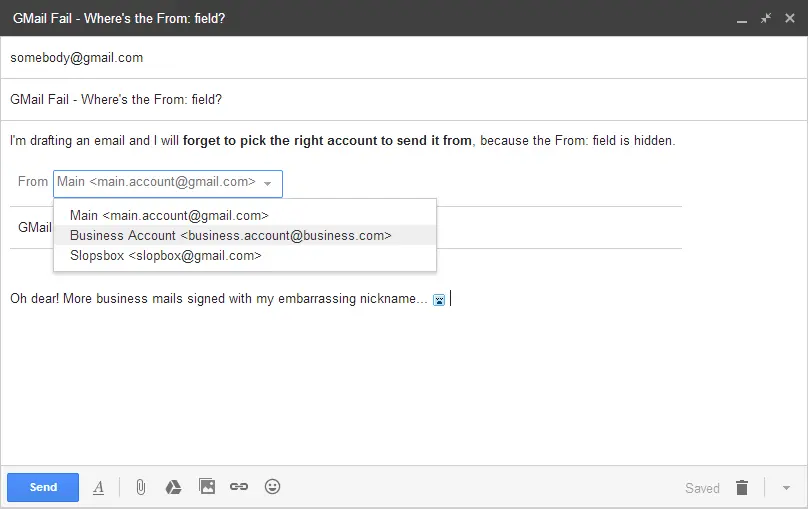 GMail Fail - Where's the From: field?
somebody@gmail.com
GMail Fail - Where's the From: field?
I'm drafting an email and I will forget to pick the right account to send it from, because the From: field is hidden.
From Main <main.account@gmail.com>
Main <main.account@gmail.com>
GMail
Business Account <business.account@business.com>
Slopsbox <slopbox@gmail.com>
Oh dear! More business mails signed with my embarrassing nickname...
Send A Saved